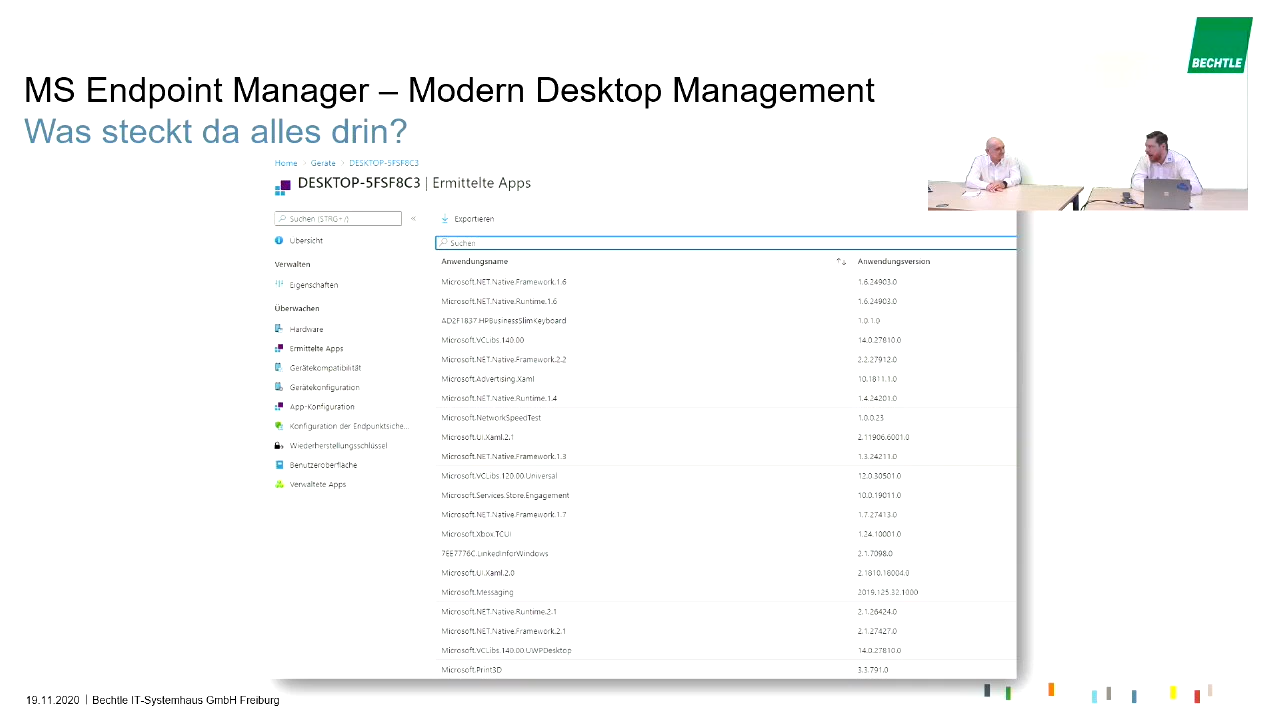 BECHTLE
MS Endpoint Manager – Modern Desktop Management
Was steckt da alles drin?
Home > Geräte > DESKTOP-5FSF8C3
DESKTOP-5FSF8C3 | Ermittelte Apps
Suchen (STRG+/)
«
Exportieren
Übersicht
Suchen
Verwalten
Eigenschaften
Überwachen
Hardware
Ermittelte Apps
Gerätekompatibilität
Gerätekonfiguration
App-Konfiguration
Konfiguration der Endpunktsiche...
Wiederherstellungsschlüssel
Benutzeroberfläche
Verwaltete Apps
Anwendungsname Anwendungsversion
Microsoft.NET.Native.Framework.1.6 1.6.24903.0
Microsoft.NET.Native.Runtime.1.6 1.6.24903.0
AD2F1837.HPBusinessSlimKeyboard 1.0.1.0
Microsoft.VCLibs.140.00 14.0.27810.0
Microsoft.NET.Native.Framework.2.2 2.2.27912.0
Microsoft.Advertising.Xaml 10.1811.1.0
Microsoft.NET.Native.Runtime.1.4 1.4.24201.0
Microsoft.NetworkSpeedTest 1.0.0.23
Microsoft.UI.Xaml.2.1 2.11906.6001.0
Microsoft.NET.Native.Framework.1.3 1.3.24211.0
Microsoft.VCLibs.120.00.Universal 12.0.30501.0
Microsoft.Services.Store.Engagement 10.0.19011.0
Microsoft.NET.Native.Framework.1.7 1.7.27413.0
Microsoft.Xbox.TCUI 1.24.10001.0
7EE7776C.LinkedInforWindows 2.1.7098.0
Microsoft.UI.Xaml.2.0 2.1810.18004.0
Microsoft.Messaging 2019.125.32.1000
Microsoft.NET.Native.Runtime.2.1 2.1.26424.0
Microsoft.NET.Native.Framework.2.1 2.1.27427.0
Microsoft.VCLibs.140.00.UWPDesktop 14.0.27810.0
Microsoft.Print3D 3.3.791.0
19.11.2020 | Bechtle IT-Systemhaus GmbH Freiburg